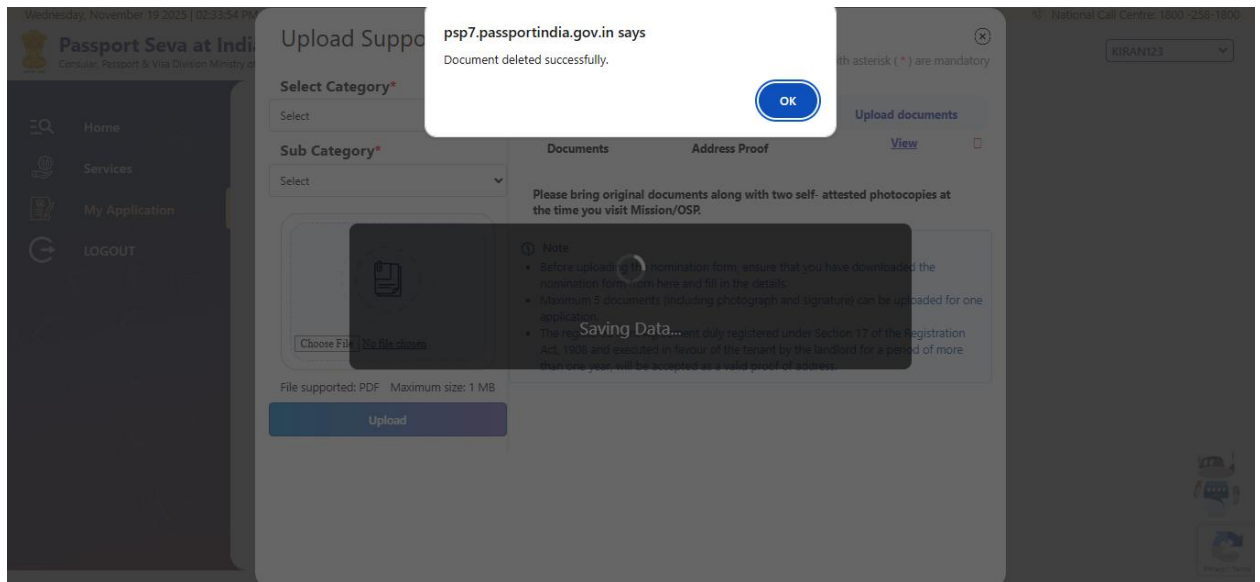 Wednesday, November 19 2025 | 02:33:54 PM
National Call Centre: 1800 -258-1800
Passport Seva at Indi
Consular, Passport & Visa Division Ministry of
KIRAN123
Home
Services
My Application
LOGOUT
Upload Suppo
psp7.passportindia.gov.in says
Document deleted successfully.
OK
ith asterisk ( * ) are mandatory
Select Category*
Select
Sub Category*
Select
Choose File No file chosen
File supported: PDF Maximum size: 1 MB
Upload
Upload documents
Documents Address Proof View
Please bring original documents along with two self- attested photocopies at
the time you visit Mission/OSP.
Note
Before uploading the nomination form, ensure that you have downloaded the
nomination form from here and fill in the details.
Maximum 5 documents (including photograph and signature) can be uploaded for one
application.
The agreement duly registered under Section 17 of the Registration
Act, 1908 and executed in favour of the tenant by the landlord for a period of more
than one year, will be accepted as a valid proof of address.
Saving Data...